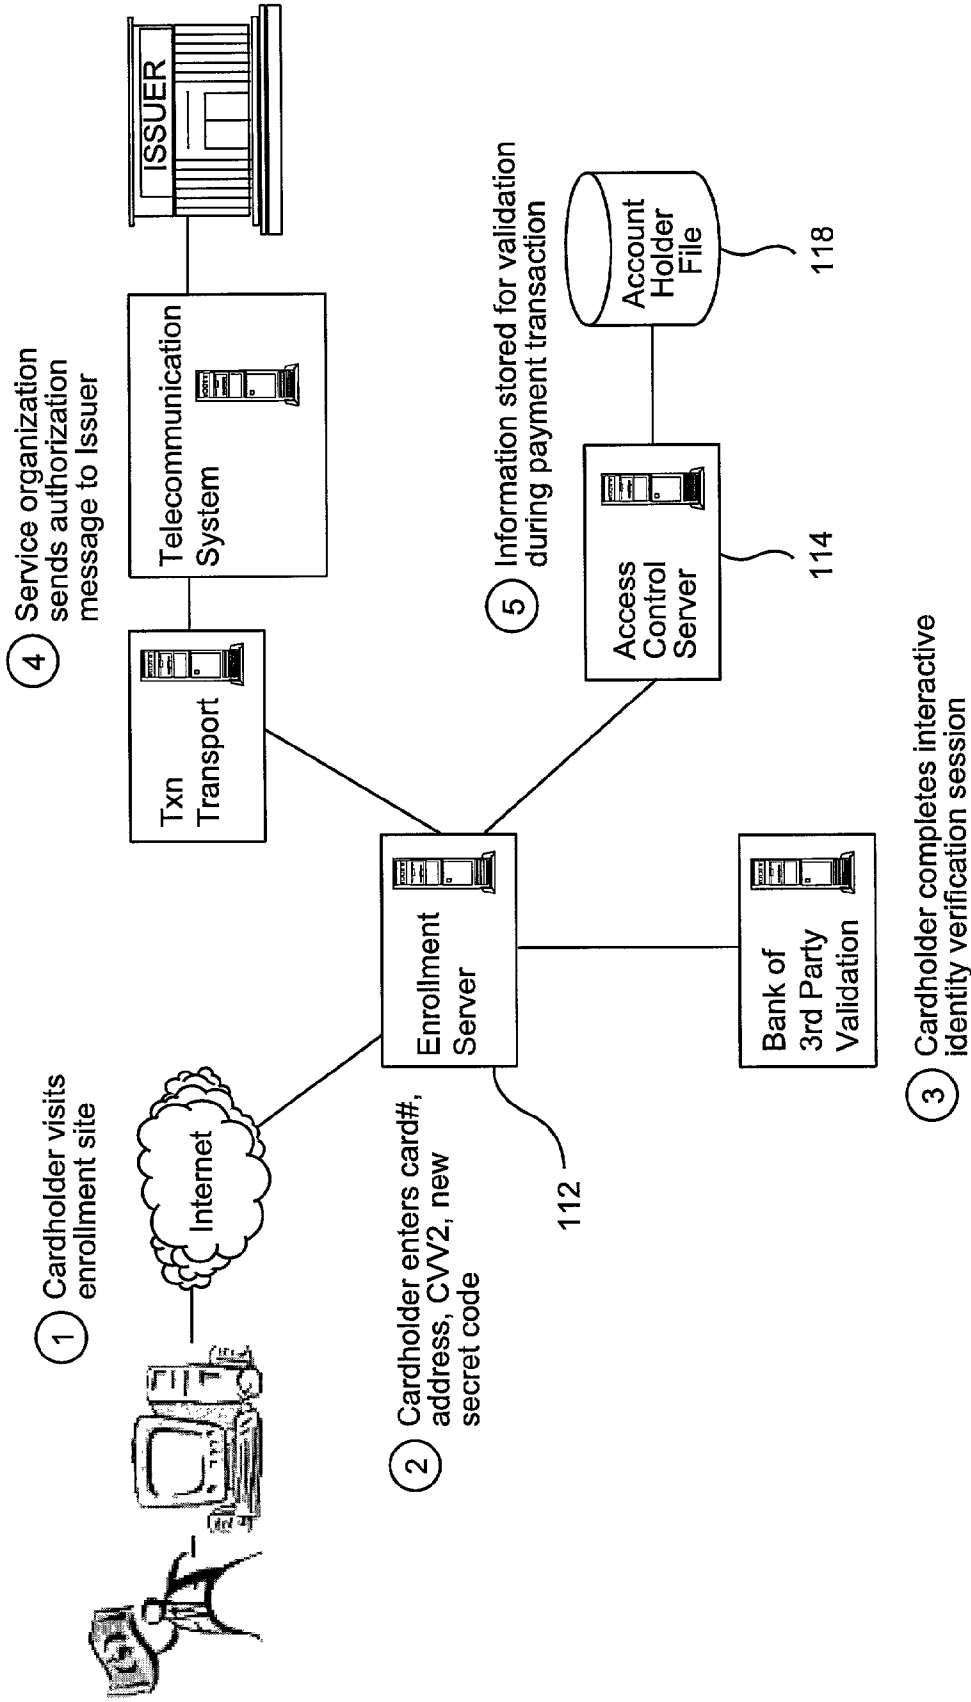 1
Cardholder visits
enrollment site
Internet
2
Cardholder enters card#,
address, CVV2, new
secret code
112
Enrollment
Server
3
Cardholder completes interactive
identity verification session
Bank of
3rd Party
Validation
4
Service organization
sends authorization
message to Issuer
Txn
Transport
Telecommunication
System
ISSUER
5
Information stored for validation
during payment transaction
Access
Control
Server
114
Account
Holder
File
118